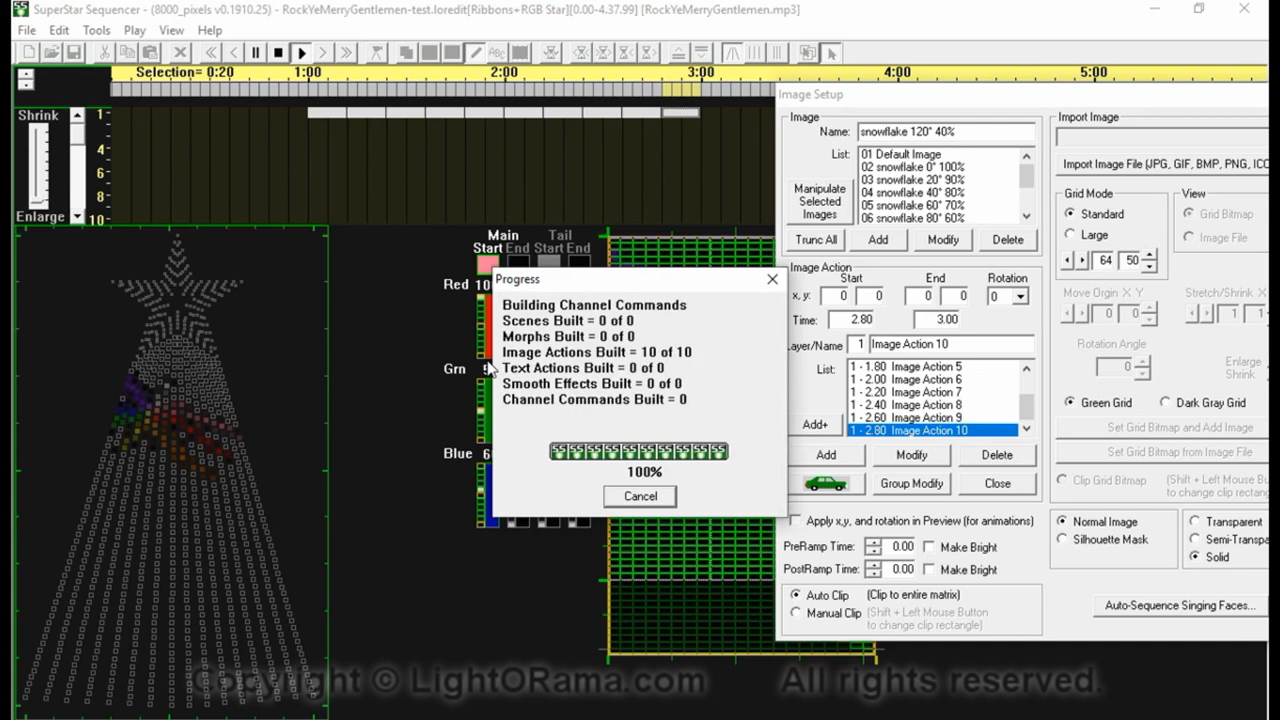 SuperStar Sequencer - (8000_pixels v0.1910.25) RockYeMerryGentlemen-test.loredit[Ribbons+RGB Star][0.00-4.37.99] [RockYeMerryGentlemen.mp3]
File Edit Tools Play View Help
Selection= 0:20 1:00 2:00 3:00 4:00 5:00
Shrink
Enlarge
1
4
6
8
10
Main Tail
Start End Start End
Red 10
Grn 5
Blue 6
Progress
Building Channel Commands
Scenes Built = 0 of 0
Morphs Built = 0 of 0
Image Actions Built = 10 of 10
Text Actions Built = 0 of 0
Smooth Effects Built = 0 of 0
Channel Commands Built = 0
SS SS SS SS SS SS SS SS SS SS
100%
Cancel
Image Setup
Image
Name: snowflake 120° 40%
List:
01 Default Image
02 snowflake 0° 100%
03 snowflake 20° 90%
04 snowflake 40° 80%
05 snowflake 60° 70%
06 snowflake 80° 60%
Manipulate
Selected
Images
Trunc All Add Modify Delete
Image Action
Start End Rotation
x, y: 0 0 0 0 0
Time: 2.80 3.00
Layer/Name 1 Image Action 10
List:
1 - 1.80 Image Action 5
1 - 2.00 Image Action 6
1 - 2.20 Image Action 7
1 - 2.40 Image Action 8
1 - 2.60 Image Action 9
1 - 2.80 Image Action 10
Add+
Add Modify Delete
Group Modify Close
Apply x,y, and rotation in Preview (for animations)
PreRamp Time: 0.00 Make Bright
PostRamp Time: 0.00 Make Bright
Auto Clip (Clip to entire matrix)
Manual Clip (Shift + Left Mouse Button
to change clip rectangle)
Import Image
Import Image File (JPG, GIF, BMP, PNG, ICO
Grid Mode
Standard
Large
64 50
View
Grid Bitmap
Image File
Move Orgin X Y
0 0
Stretch/Shrink
1 1
Rotation Angle
0
Enlarge
Shrink
Green Grid Dark Gray Grid
Set Grid Bitmap and Add Image
Set Grid Bitmap from Image File
Clip Grid Bitmap (Shift + Left Mouse B
to change clip rectang
Normal Image
Silhouette Mask
Transparent
Semi-Transpa
Solid
Auto-Sequence Singing Faces...
Copyright © LightORama.com All rights reserved.